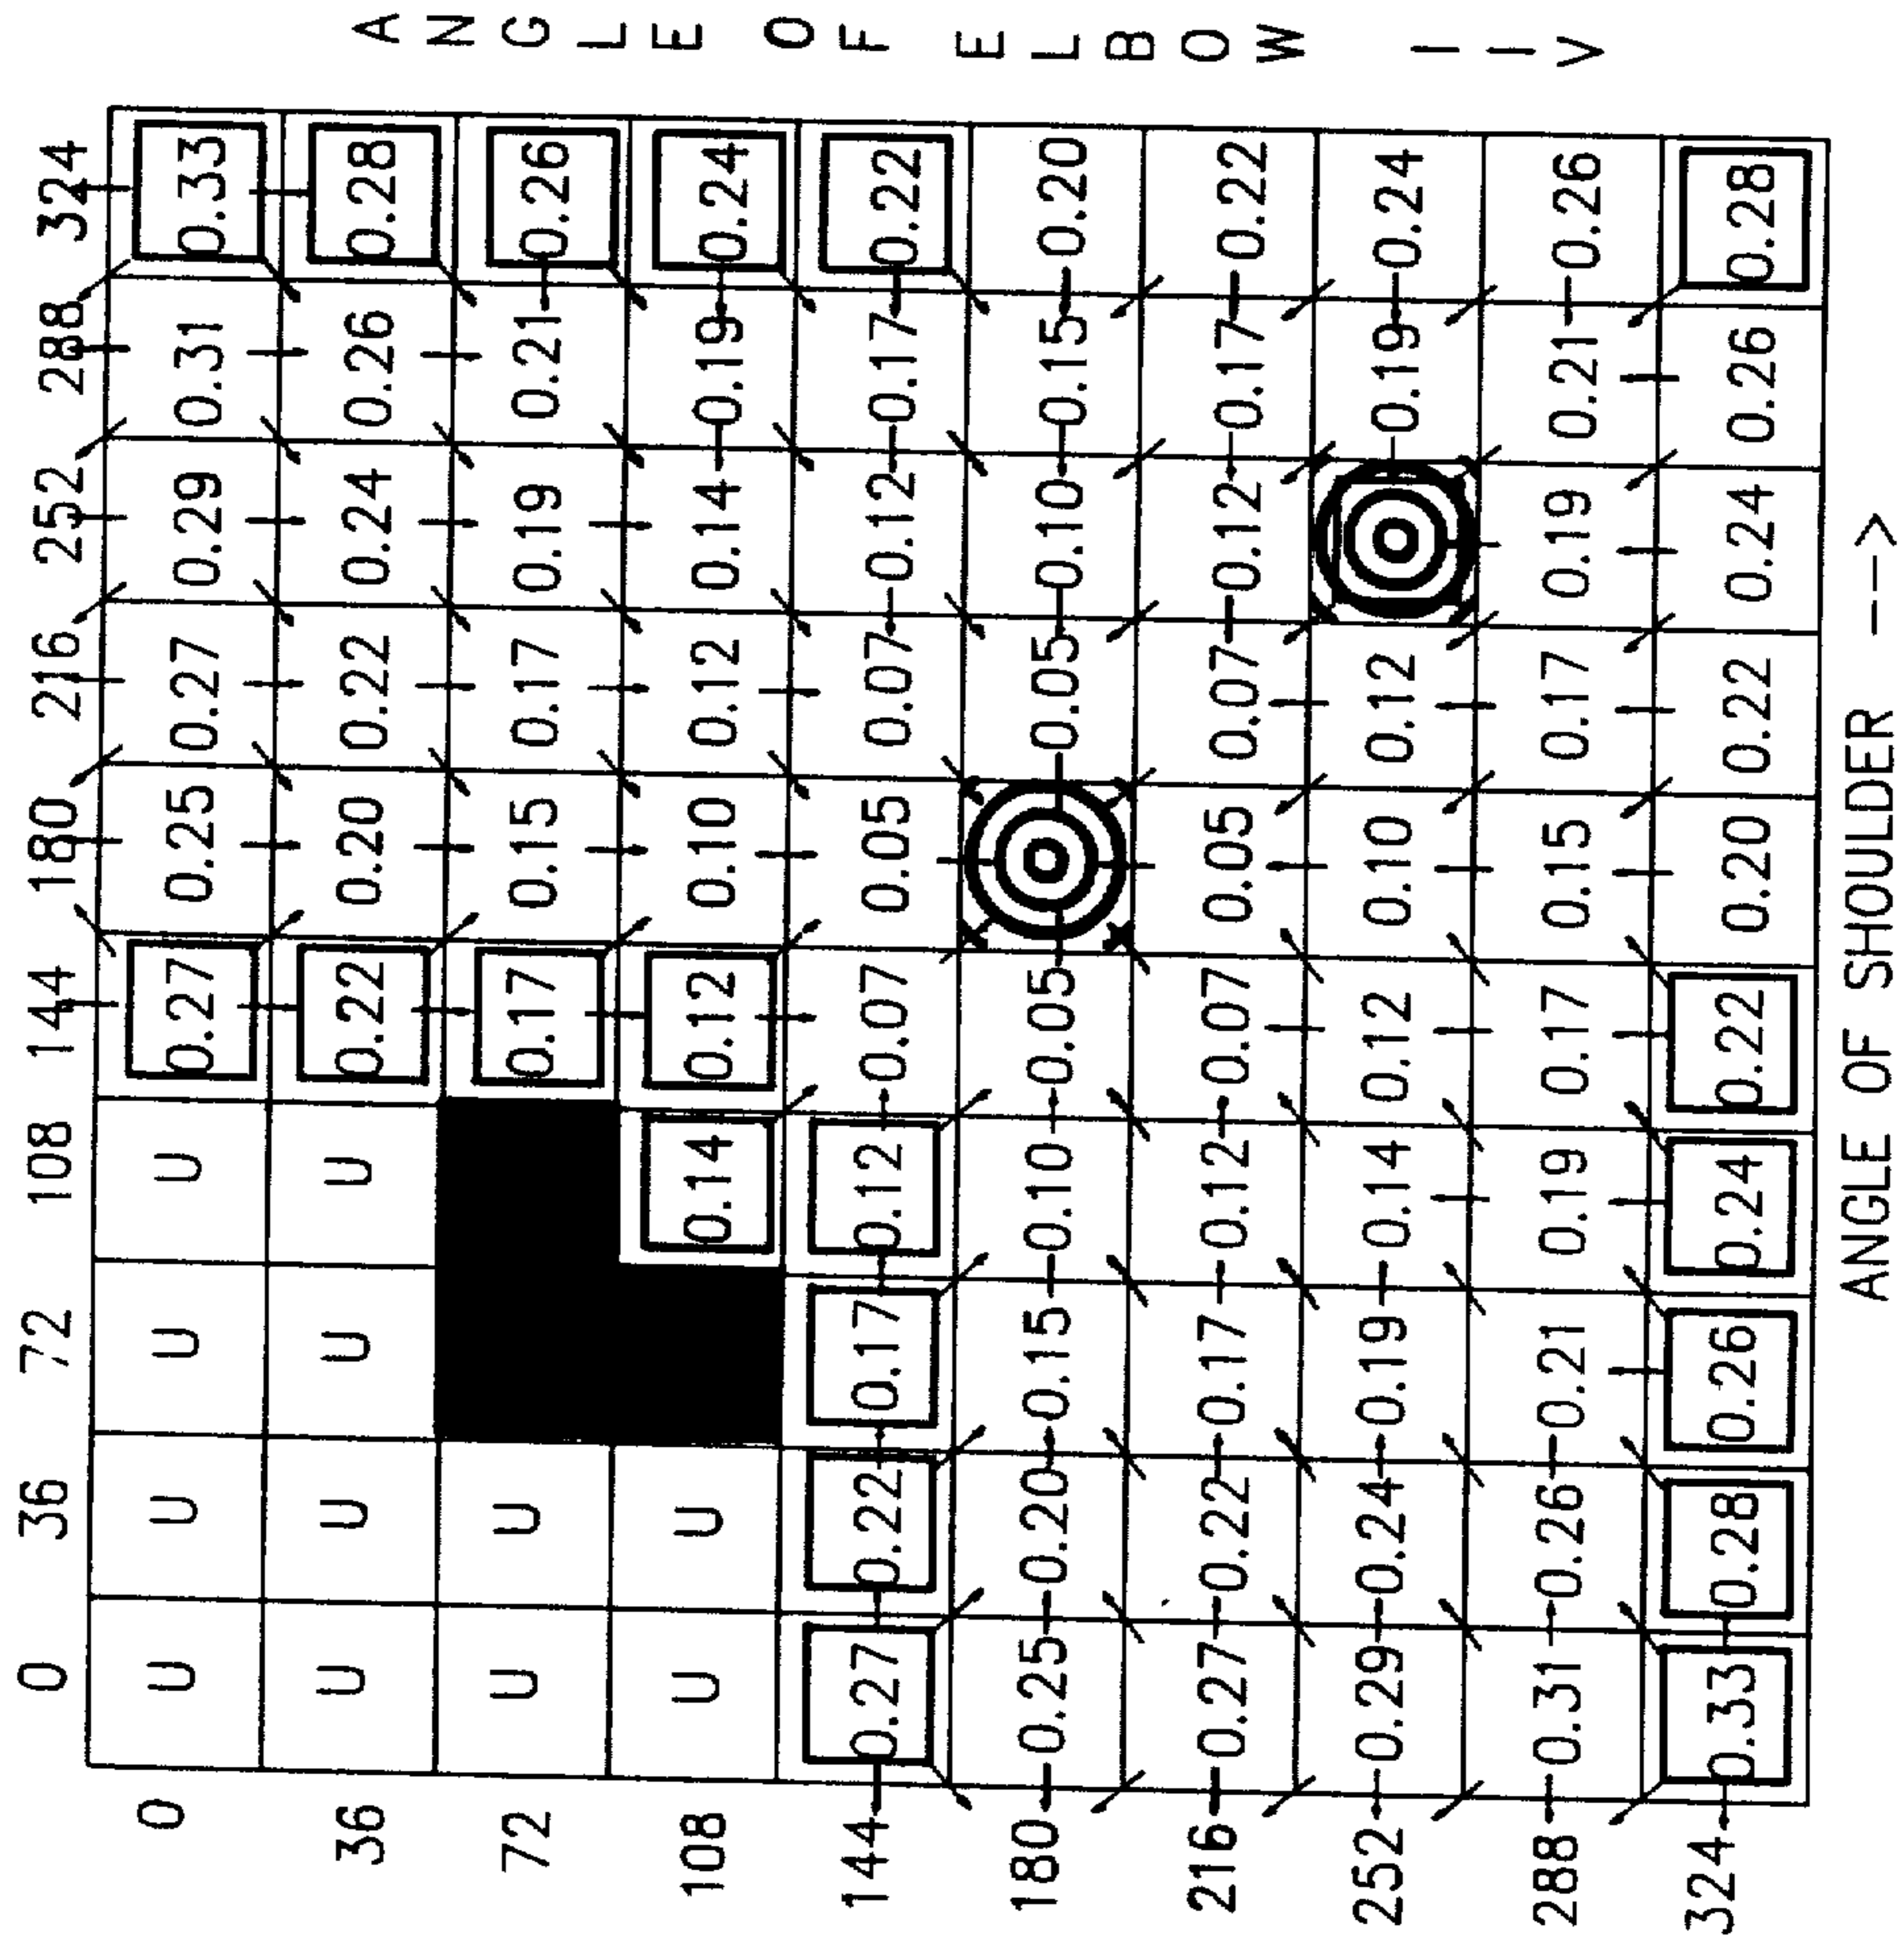 0 36 72 108 144 180 216 252 288 324
0 U U U U 0.27 0.25 0.27 0.29 0.31 0.33
36 U U U U 0.22 0.20 0.22 0.24 0.26 0.28
72 U U 0.17 0.15 0.17 0.19 0.21 0.26
108 U U 0.14 0.12 0.10 0.12 0.14 0.19 0.24
144 0.27 0.22 0.17 0.12 0.07 0.05 0.07 0.12 0.17 0.22
180 0.25 0.20 0.15 0.10 0.05 0.05 0.10 0.15 0.20
216 0.27 0.22 0.17 0.12 0.07 0.05 0.07 0.12 0.17 0.22
252 0.29 0.24 0.19 0.14 0.12 0.10 0.12 0.19 0.24
288 0.31 0.26 0.21 0.19 0.17 0.15 0.17 0.19 0.21 0.26
324 0.33 0.28 0.26 0.24 0.22 0.20 0.22 0.24 0.26 0.28
ANGLE OF SHOULDER -->
ANGLE OF ELBOW | | V